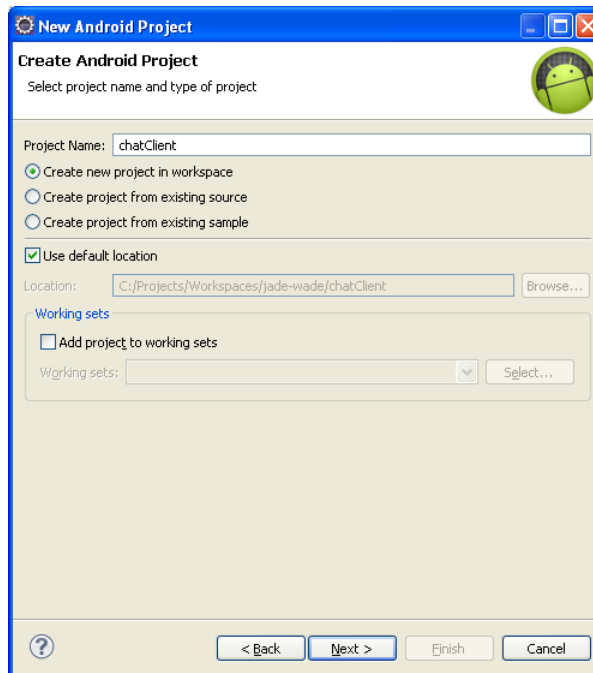 New Android Project
Create Android Project
Select project name and type of project
Project Name: chatClient
Create new project in workspace
Create project from existing source
Create project from existing sample
Use default location
Location: C:/Projects/Workspaces/jade-wade/chatClient Browse...
Working sets
Add project to working sets
Working sets: Select...
? < Back Next > Finish Cancel